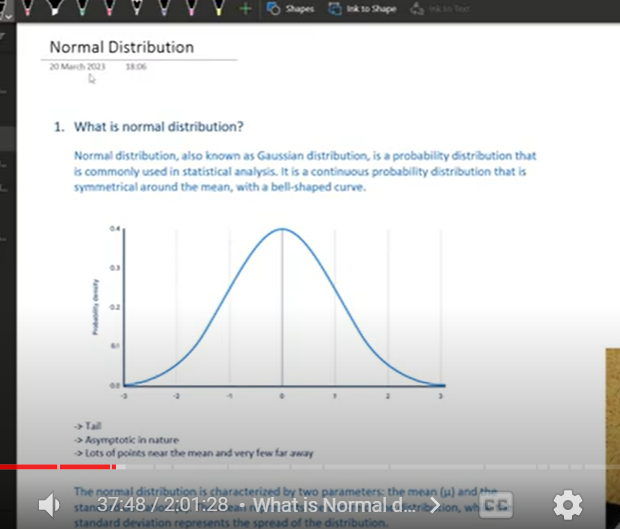 Shapes Ink to Shape Ink to Text
Normal Distribution
20 March 2023 18:06
1. What is normal distribution?
Normal distribution, also known as Gaussian distribution, is a probability distribution that
is commonly used in statistical analysis. It is a continuous probability distribution that is
symmetrical around the mean, with a bell-shaped curve.
0.4
0.3
0.2
0.1
0.0
Probability density
-3 -2 -1 0 1 2 3
-> Tail
-> Asymptotic in nature
-> Lots of points near the mean and very few far away
The normal distribution is characterized by two parameters: the mean (μ) and the
37:48 / 2:01:28 • What is Normal d... > CC
standard deviation represents the spread of the distribution.